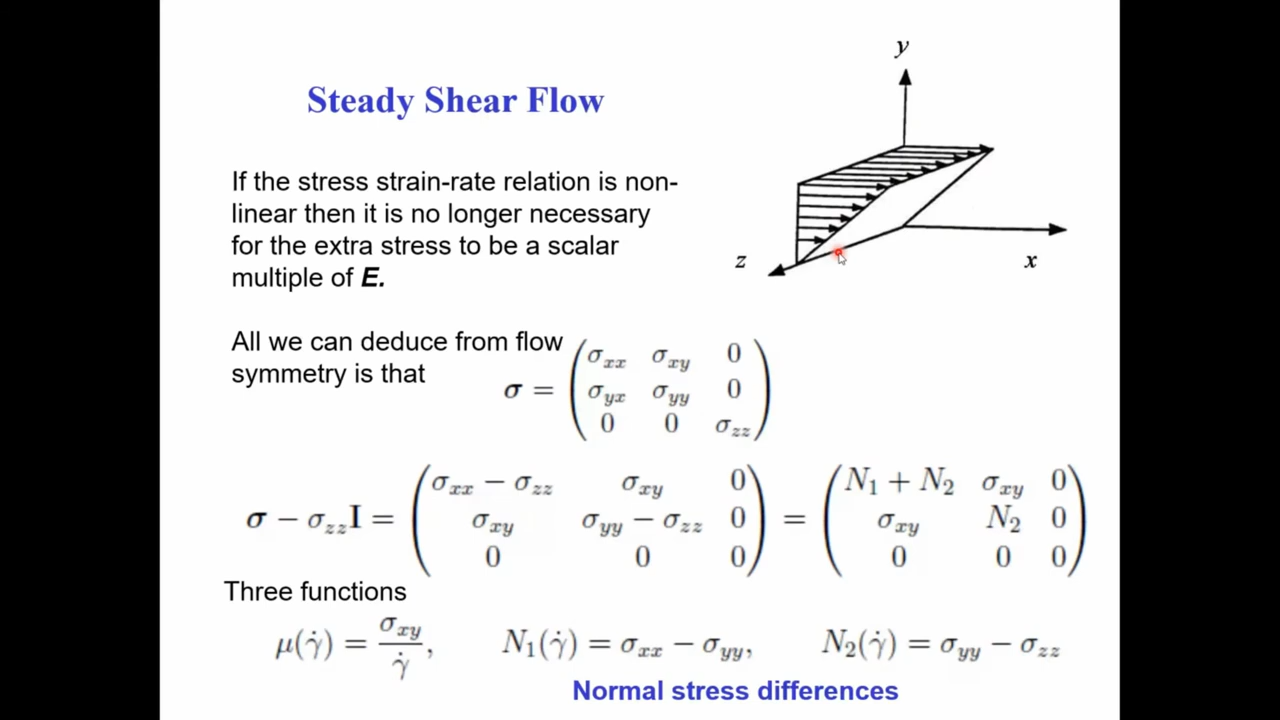 y
Steady Shear Flow
If the stress strain-rate relation is non-
linear then it is no longer necessary
for the extra stress to be a scalar
multiple of E.
z
x
All we can deduce from flow
symmetry is that
σ = ( σxx σxy 0
σyx σyy 0
0 0 σzz )
σ − σzzI = ( σxx − σzz σxy 0
σxy σyy − σzz 0
0 0 0 ) = ( N1 + N2 σxy 0
σxy N2 0
0 0 0 )
Three functions
μ(γ̇) = σxy / γ̇, N1(γ̇) = σxx − σyy, N2(γ̇) = σyy − σzz
Normal stress differences